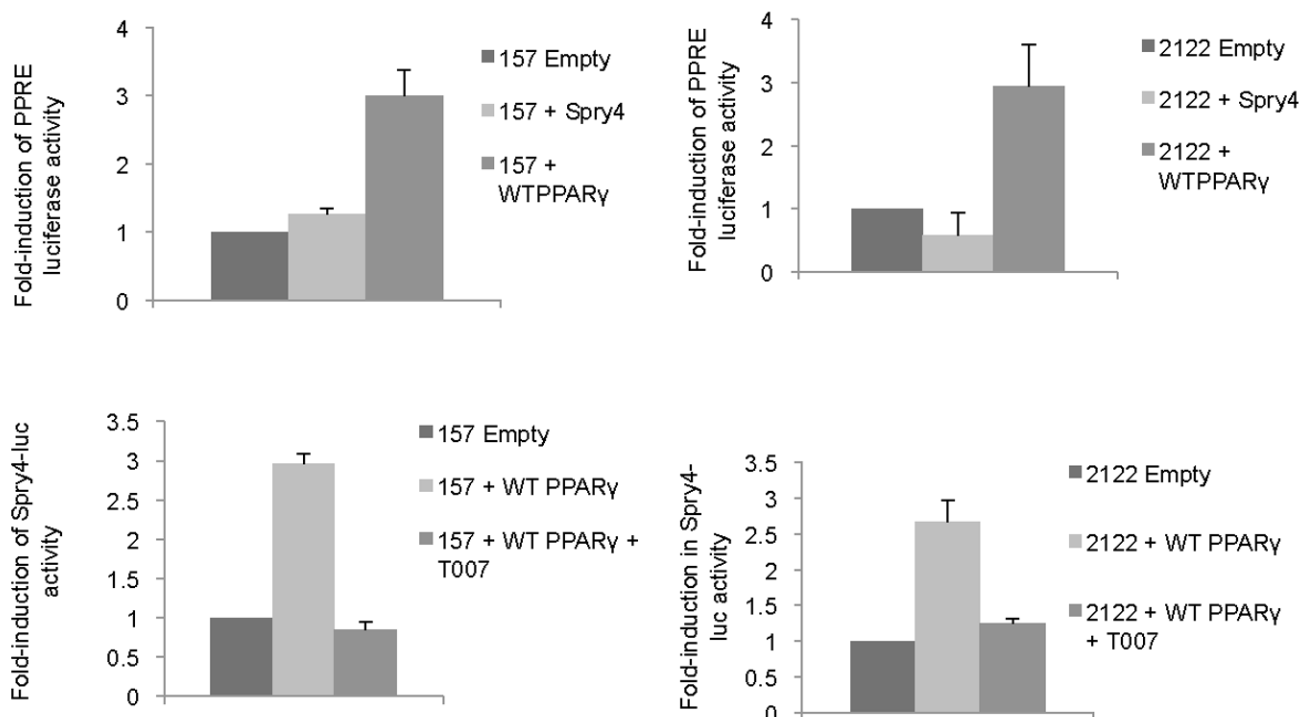 Fold-induction of PPRE
luciferase activity
4
3
2
1
0
157 Empty
157 + Spry4
157 +
WTPPARγ
Fold-induction of PPRE
luciferase activity
4
3
2
1
0
2122 Empty
2122 + Spry4
2122 +
WTPPARγ
Fold-induction of Spry4-luc
activity
3.5
3
2.5
2
1.5
1
0.5
0
157 Empty
157 + WT PPARγ
157 + WT PPARγ +
T007
Fold-induction in Spry4-
luc activity
3.5
3
2.5
2
1.5
1
0.5
0
2122 Empty
2122 + WT PPARγ
2122 + WT PPARγ
+ T007